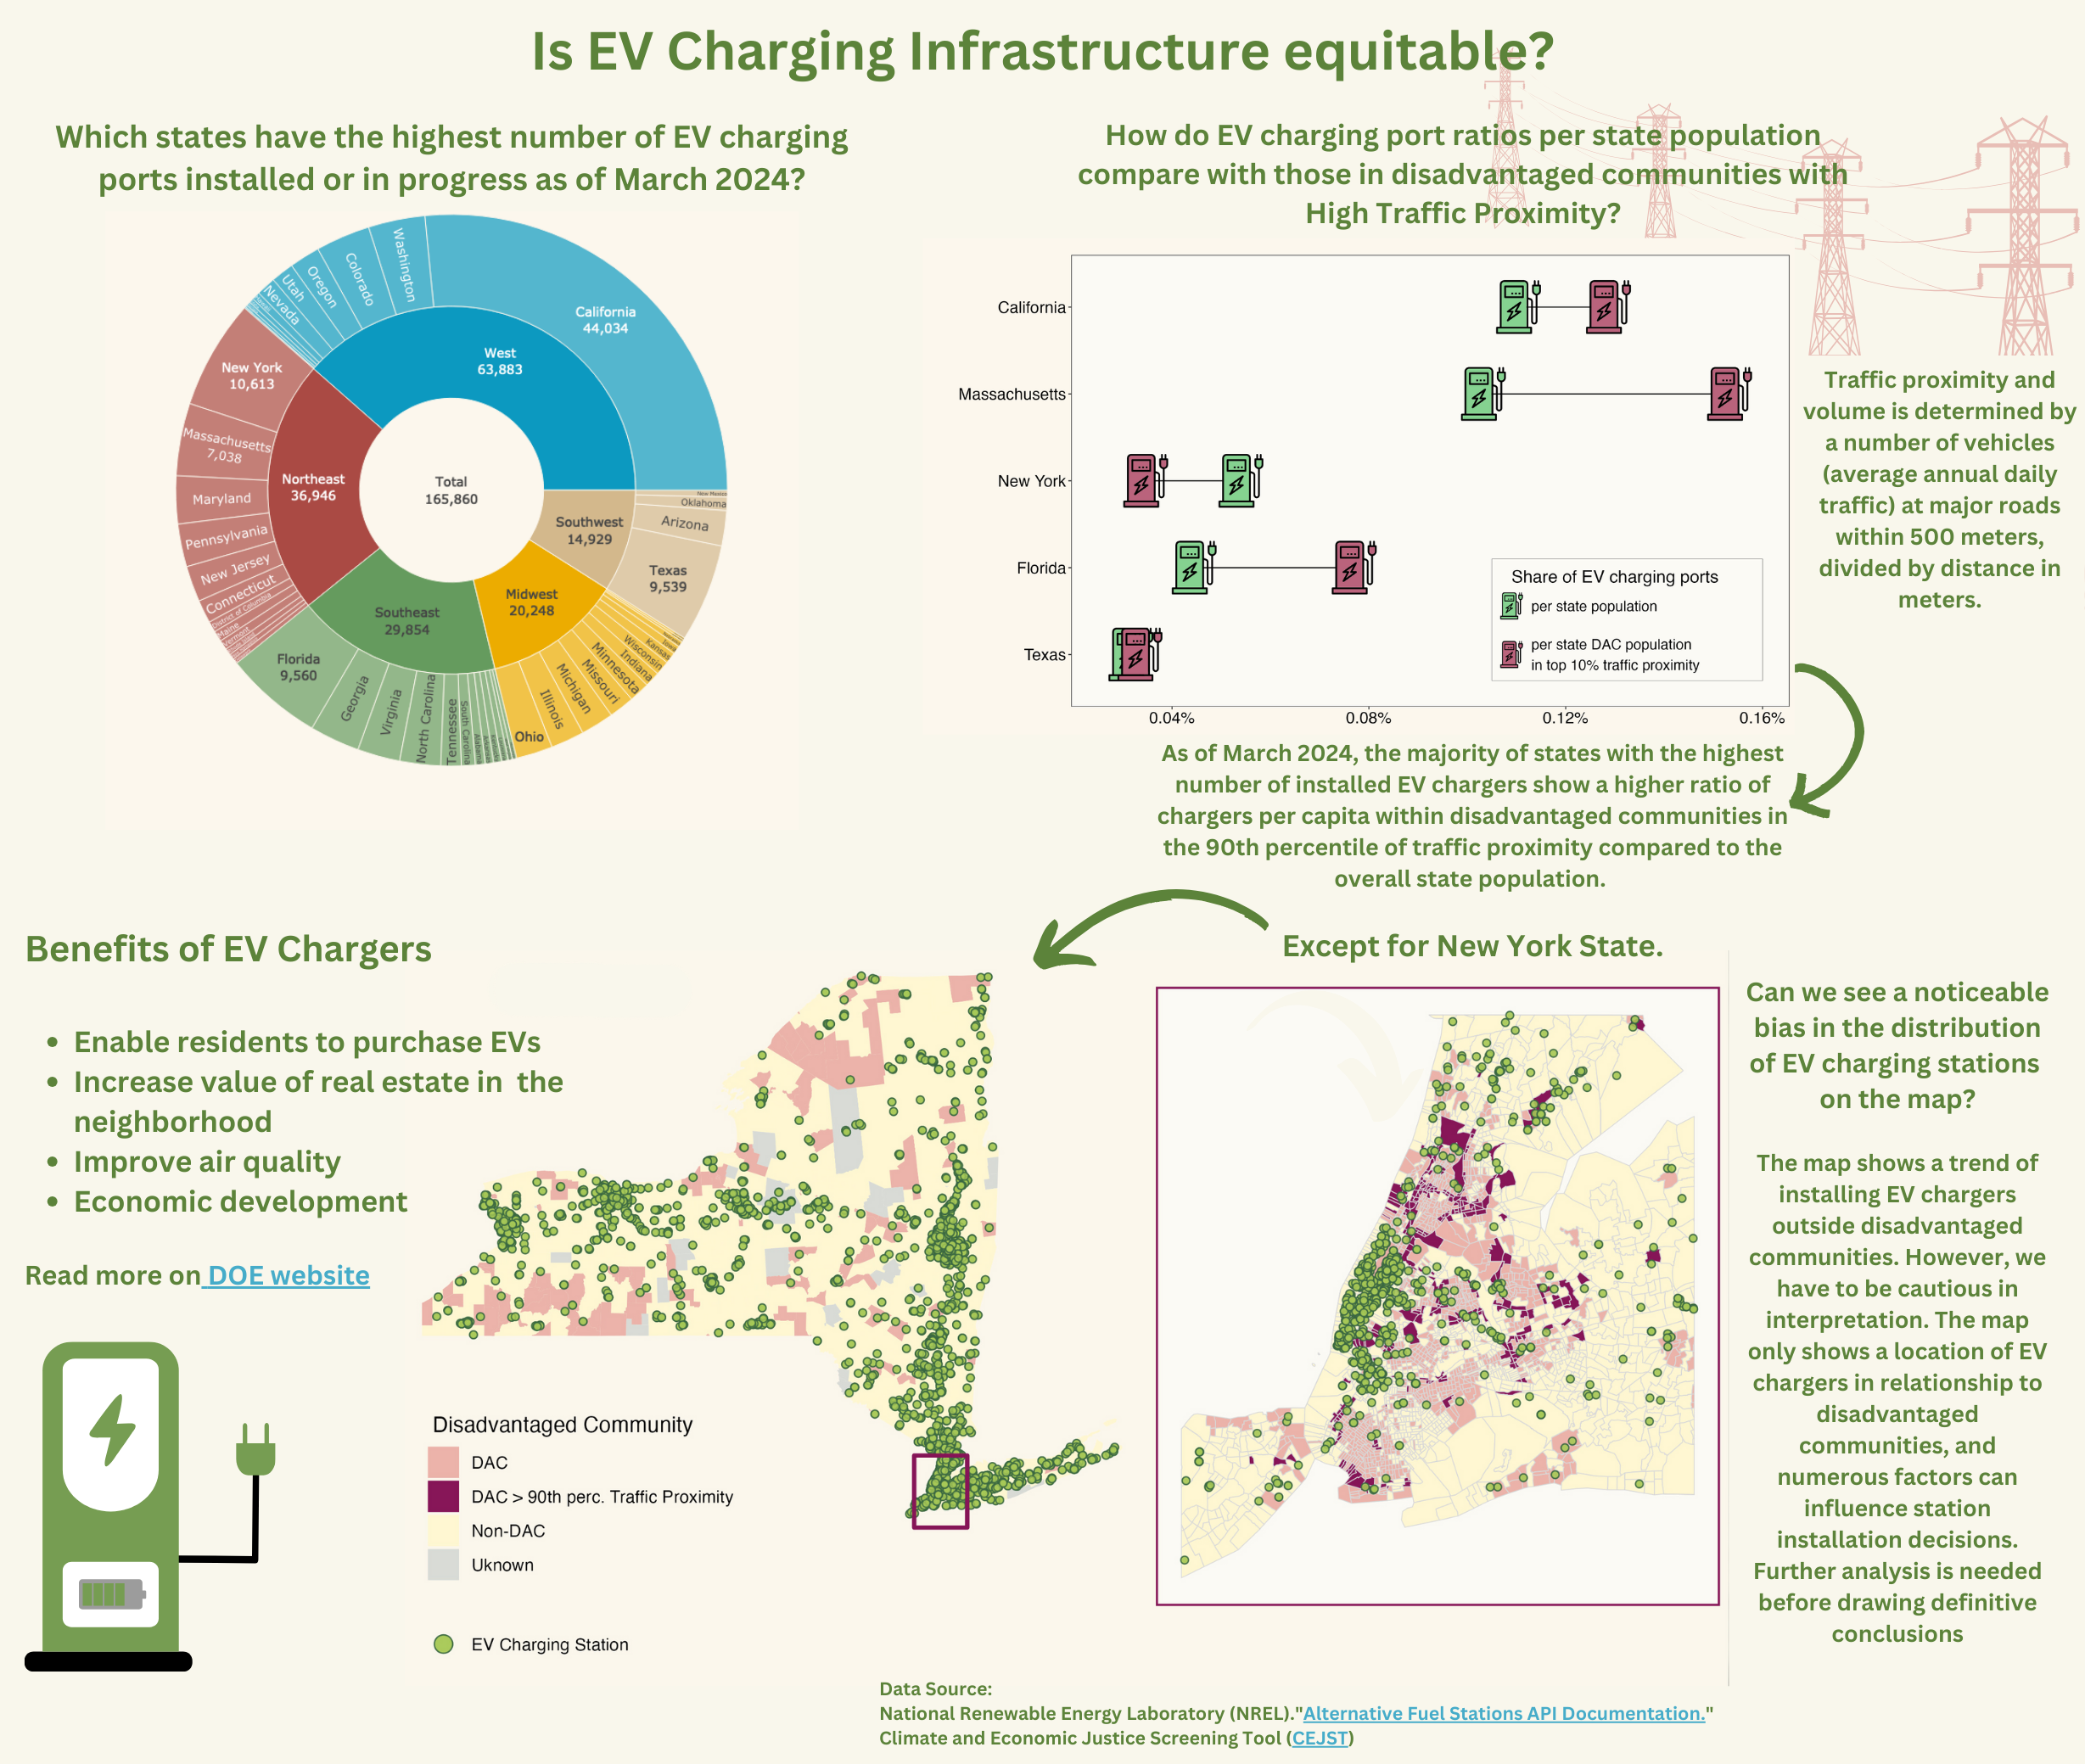 Is EV Charging Infrastructure equitable?
Which states have the highest number of EV charging
ports installed or in progress as of March 2024?
Washington
Colorado
Oregon
Utah
Nevada
California
44,034
West
63,883
New York
10,613
Massachusetts
7,038
Maryland
Pennsylvania
New Jersey
Connecticut
District of Columbia
Maine
Vermont
Northeast
36,946
Total
165,860
Southwest
14,929
New Mexico
Oklahoma
Arizona
Texas
9,539
Midwest
20,248
Southeast
29,854
Florida
9,560
Georgia
Virginia
North Carolina
Tennessee
South Carolina
Alabama
Ohio
Illinois
Michigan
Missouri
Minnesota
Indiana
Wisconsin
Kansas
How do EV charging port ratios per state population
compare with those in disadvantaged communities with
High Traffic Proximity?
California
Massachusetts
New York
Florida
Texas
Share of EV charging ports
per state population
per state DAC population
in top 10% traffic proximity
0.04%
0.08%
0.12%
0.16%
Traffic proximity and
volume is determined by
a number of vehicles
(average annual daily
traffic) at major roads
within 500 meters,
divided by distance in
meters.
As of March 2024, the majority of states with the highest
number of installed EV chargers show a higher ratio of
chargers per capita within disadvantaged communities in
the 90th percentile of traffic proximity compared to the
overall state population.
Except for New York State.
Benefits of EV Chargers
• Enable residents to purchase EVs
• Increase value of real estate in the
neighborhood
• Improve air quality
• Economic development
Read more on DOE website
Disadvantaged Community
DAC
DAC > 90th perc. Traffic Proximity
Non-DAC
Uknown
EV Charging Station
Can we see a noticeable
bias in the distribution
of EV charging stations
on the map?
The map shows a trend of
installing EV chargers
outside disadvantaged
communities. However, we
have to be cautious in
interpretation. The map
only shows a location of EV
chargers in relationship to
disadvantaged
communities, and
numerous factors can
influence station
installation decisions.
Further analysis is needed
before drawing definitive
conclusions
Data Source:
National Renewable Energy Laboratory (NREL)."Alternative Fuel Stations API Documentation."
Climate and Economic Justice Screening Tool (CEJST)